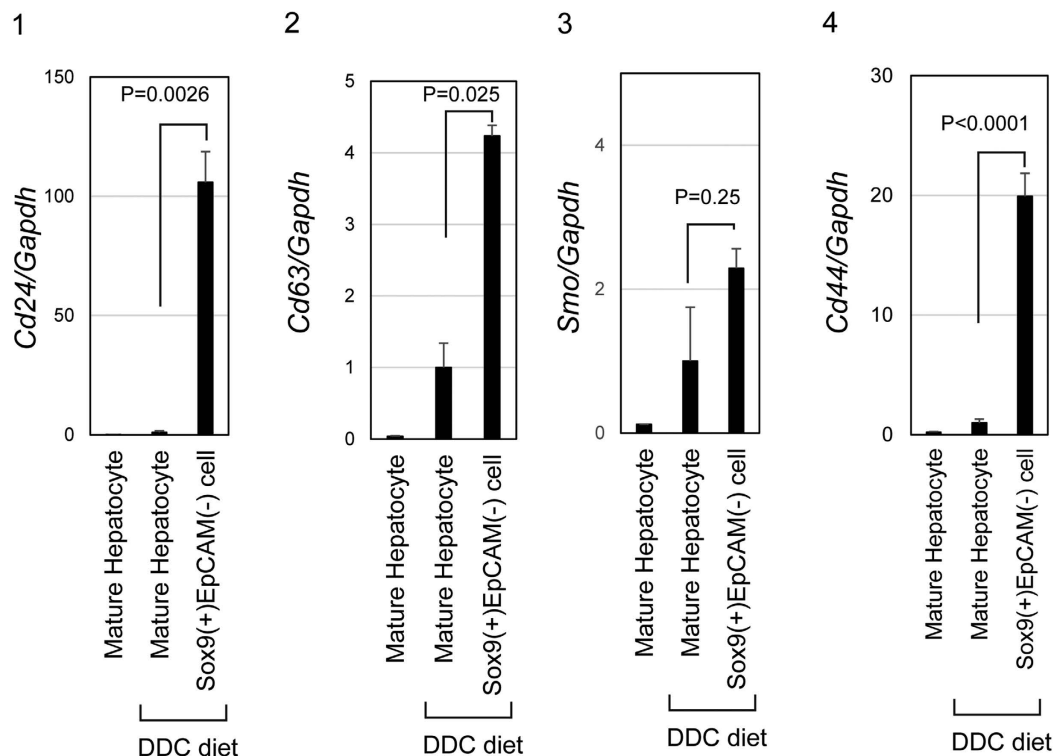 1
Cd24/Gapdh
150
100
50
0
P=0.0026
Mature Hepatocyte
Mature Hepatocyte
Sox9(+)EpCAM(-) cell
DDC diet
2
Cd63/Gapdh
5
4
3
2
1
0
P=0.025
Mature Hepatocyte
Mature Hepatocyte
Sox9(+)EpCAM(-) cell
DDC diet
3
Smo/Gapdh
4
2
0
P=0.25
Mature Hepatocyte
Mature Hepatocyte
Sox9(+)EpCAM(-) cell
DDC diet
4
Cd44/Gapdh
30
20
10
0
P<0.0001
Mature Hepatocyte
Mature Hepatocyte
Sox9(+)EpCAM(-) cell
DDC diet